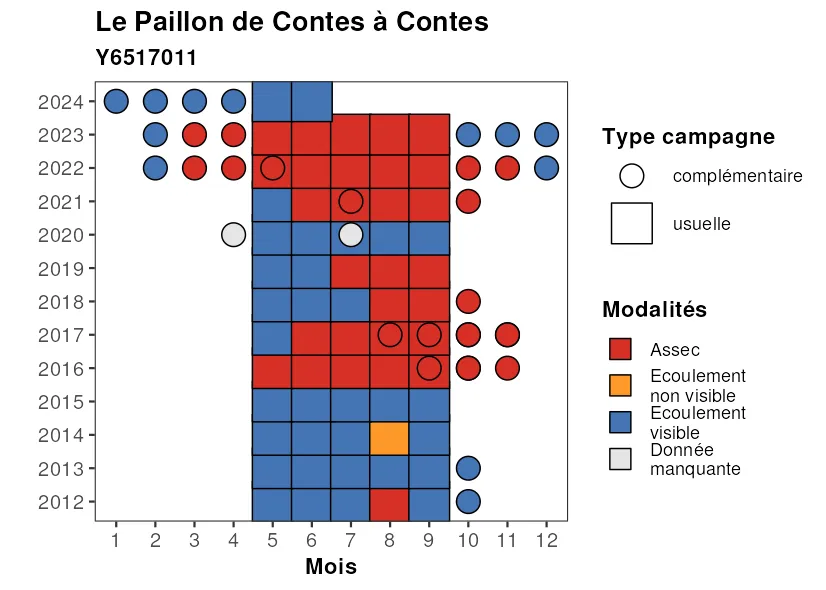 Le Paillon de Contes à Contes
Y6517011
2024
2023
2022
2021
2020
2019
2018
2017
2016
2015
2014
2013
2012
1 2 3 4 5 6 7 8 9 10 11 12
Mois
Type campagne
complémentaire
usuelle
Modalités
Assec
Ecoulement
non visible
Ecoulement
visible
Donnée
manquante